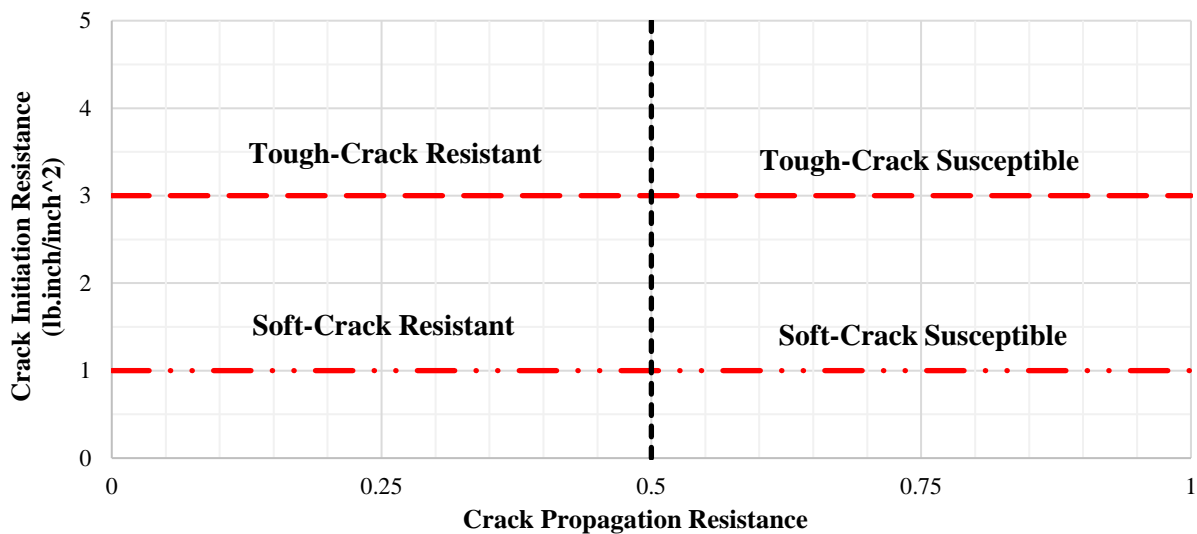 5
4
Tough-Crack Resistant
Tough-Crack Susceptible
3
2
Soft-Crack Resistant
Soft-Crack Susceptible
1
0
Crack Initiation Resistance
(lb.inch/inch^2)
0
0.25
0.5
0.75
1
Crack Propagation Resistance